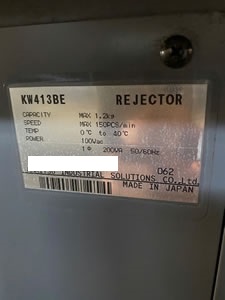 KW413BE REJECTOR
CAPACITY MAX 1.2kg
SPEED MAX 150PCS/min
TEMP 0°C to 40°C
POWER 100Vac
1Φ 200VA 50/60Hz
D62
INDUSTRIAL SOLUTIONS CO.,Ltd.
MADE IN JAPAN